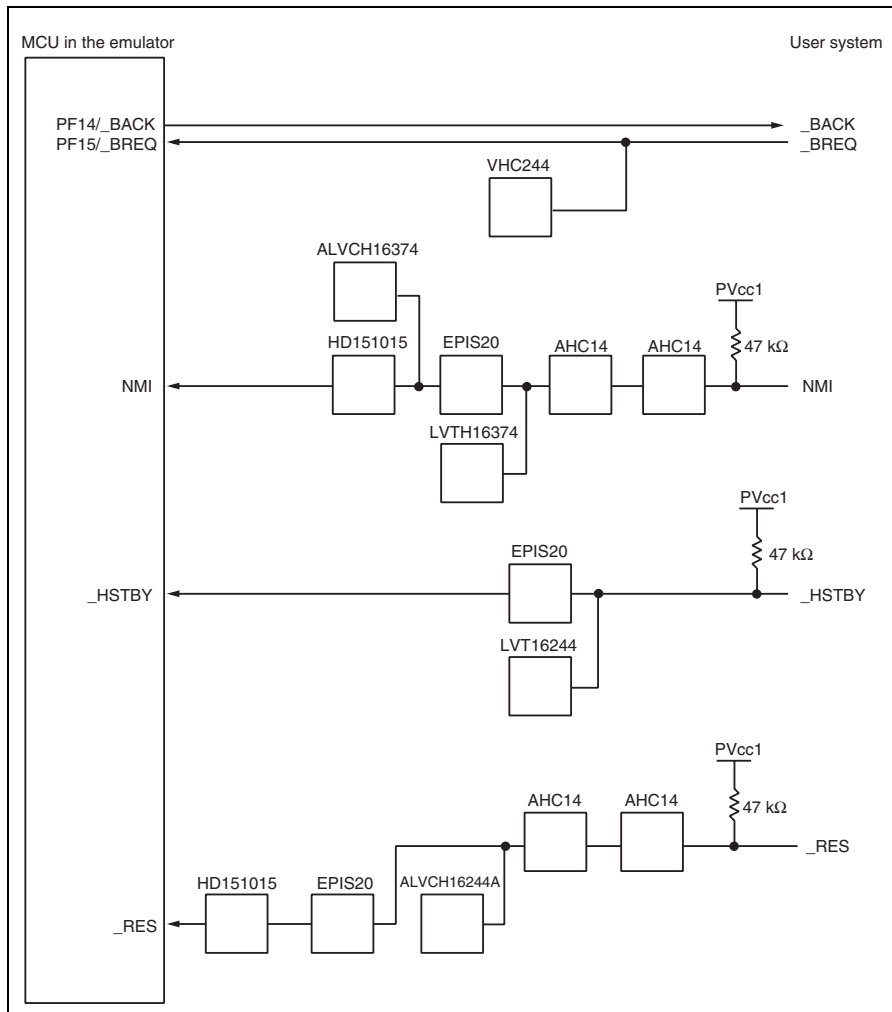 MCU in the emulator
User system
PF14/_BACK
_BACK
PF15/_BREQ
_BREQ
VHC244
ALVCH16374
PVcc1
HD151015
EPIS20
AHC14
AHC14
47 kΩ
NMI
NMI
LVTH16374
PVcc1
EPIS20
47 kΩ
_HSTBY
_HSTBY
LVT16244
PVcc1
AHC14
AHC14
47 kΩ
_RES
HD151015
EPIS20
ALVCH16244A
_RES